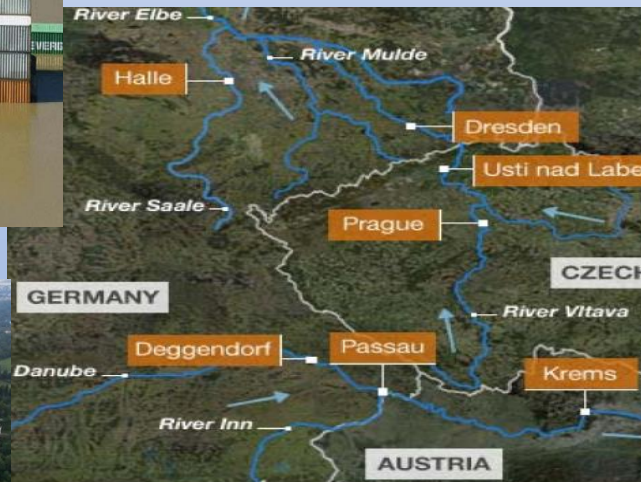 EVERG
River Elbe
River Mulde
Halle
Dresden
Usti nad Labe
River Saale
Prague
CZECH
GERMANY
River Vltava
Deggendorf
Passau
Danube
Krems
River Inn
AUSTRIA